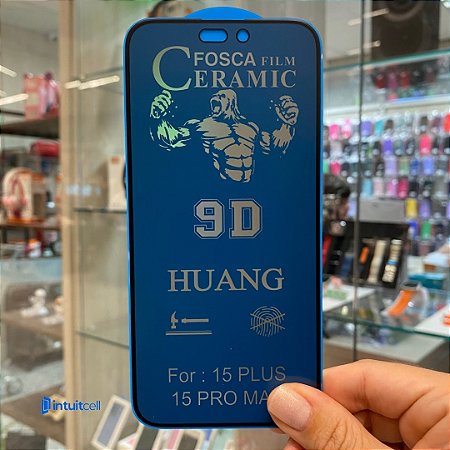 FOSCA FILM
CERAMIC
9D
HUANG
For : 15 PLUS
15 PRO MA
intuitcell